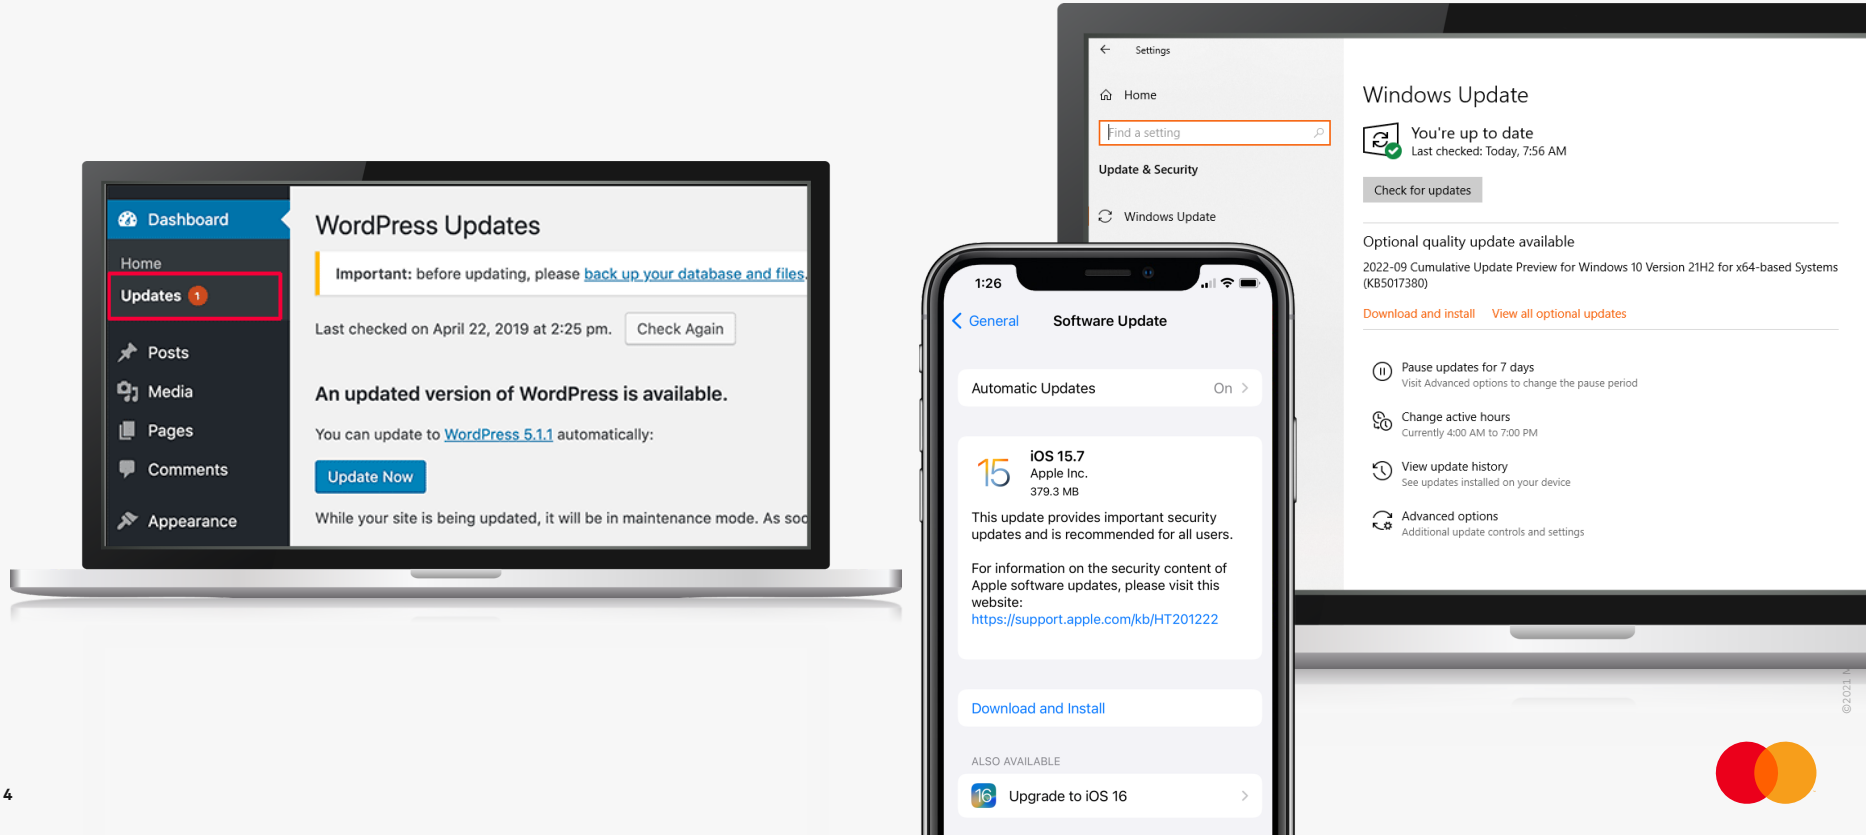 Dashboard
Home
Updates 1
Posts
Media
Pages
Comments
Appearance
WordPress Updates
Important: before updating, please back up your database and files.
Last checked on April 22, 2019 at 2:25 pm. Check Again
An updated version of WordPress is available.
You can update to WordPress 5.1.1 automatically:
Update Now
While your site is being updated, it will be in maintenance mode. As soo
1:26
General Software Update
Automatic Updates On
15
iOS 15.7
Apple Inc.
379.3 MB
This update provides important security
updates and is recommended for all users.
For information on the security content of
Apple software updates, please visit this
website:
https://support.apple.com/kb/HT201222
Download and Install
ALSO AVAILABLE
16 Upgrade to iOS 16
Settings
Home
Find a setting
Update & Security
Windows Update
Windows Update
You're up to date
Last checked: Today, 7:56 AM
Check for updates
Optional quality update available
2022-09 Cumulative Update Preview for Windows 10 Version 21H2 for x64-based Systems
(KB5017380)
Download and install View all optional updates
Pause updates for 7 days
Visit Advanced options to change the pause period
Change active hours
Currently 4:00 AM to 7:00 PM
View update history
See updates installed on your device
Advanced options
Additional update controls and settings
©2021
4